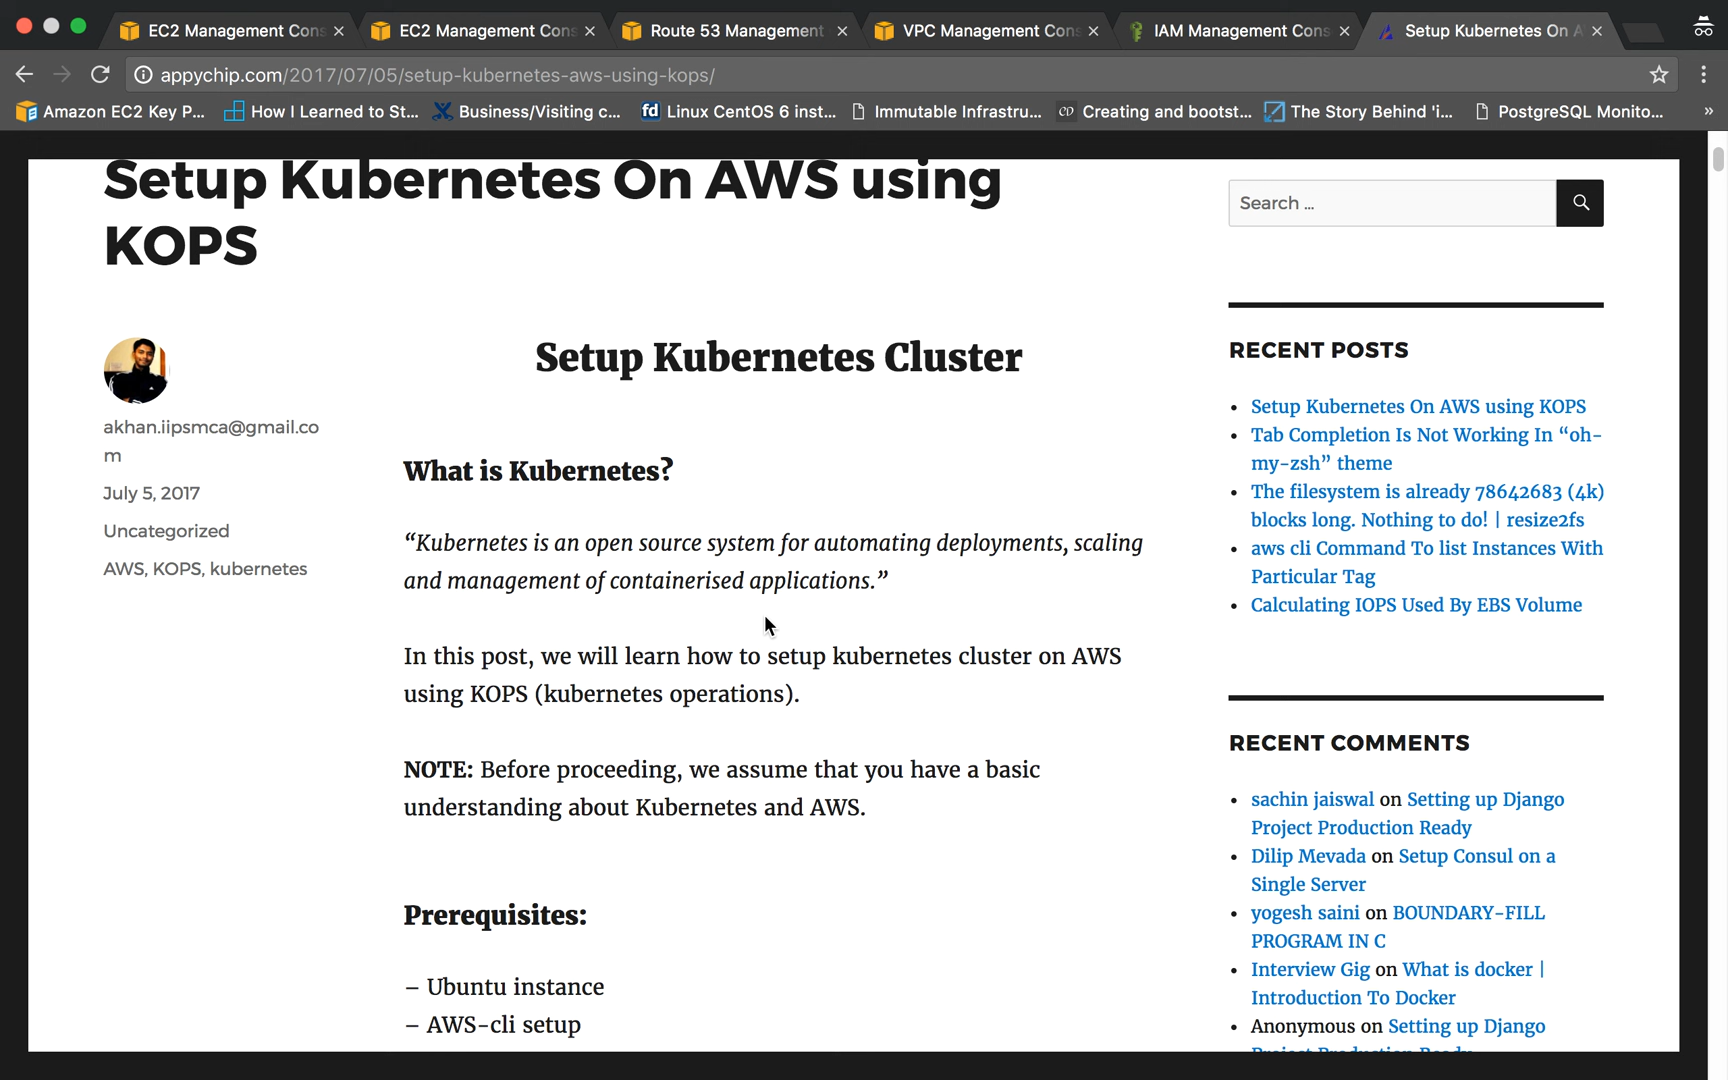 EC2 Management Cons
EC2 Management Cons
Route 53 Management
VPC Management Cons
IAM Management Cons
Setup Kubernetes On A
appychip.com/2017/07/05/setup-kubernetes-aws-using-kops/
Amazon EC2 Key P...
How I Learned to St...
Business/Visiting c...
fd Linux CentOS 6 inst...
Immutable Infrastru...
CD Creating and bootst...
The Story Behind 'i...
PostgreSQL Monito...
»
Setup Kubernetes On AWS using
KOPS
akhan.iipsmca@gmail.co
m
July 5, 2017
Uncategorized
AWS, KOPS, kubernetes
Setup Kubernetes Cluster
What is Kubernetes?
“Kubernetes is an open source system for automating deployments, scaling
and management of containerised applications.”
In this post, we will learn how to setup kubernetes cluster on AWS
using KOPS (kubernetes operations).
NOTE: Before proceeding, we assume that you have a basic
understanding about Kubernetes and AWS.
Prerequisites:
– Ubuntu instance
– AWS-cli setup
Search ...
RECENT POSTS
• Setup Kubernetes On AWS using KOPS
• Tab Completion Is Not Working In “oh-
my-zsh” theme
• The filesystem is already 78642683 (4k)
blocks long. Nothing to do! | resize2fs
• aws cli Command To list Instances With
Particular Tag
• Calculating IOPS Used By EBS Volume
RECENT COMMENTS
• sachin jaiswal on Setting up Django
Project Production Ready
• Dilip Mevada on Setup Consul on a
Single Server
• yogesh saini on BOUNDARY-FILL
PROGRAM IN C
• Interview Gig on What is docker |
Introduction To Docker
• Anonymous on Setting up Django
Project Production Ready